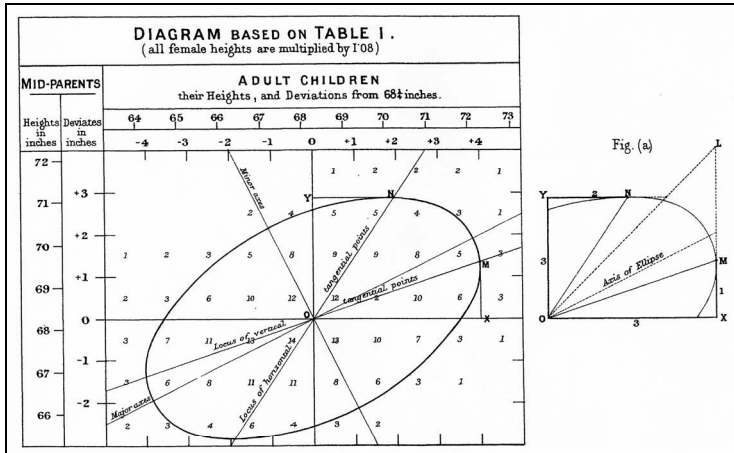 DIAGRAM BASED ON TABLE I.
(all female heights are multiplied by 1'08)
MID-PARENTS
ADULT CHILDREN
their Heights, and Deviations from 68¼ inches.
Heights in inches
Deviates in inches
64 65 66 67 68 69 70 71 72 73
-4 -3 -2 -1 0 +1 +2 +3 +4
72
1 2 2 2 1
+3
71
2 4 5 5 4 3 1
Y N
Minor axes
+2
70
1 2 3 5 8 9 9 8 5 3
+1
M
tangential points
tangential points
69
2 3 6 10 12 12 2 10 6 3
0
O
X
68
3 7 11 13 14 13 10 7 3 1
Locus of vertical
-1
67
3 6 8 11 11 8 6 3 1
Locus of horizontal
Major axes
-2
66
2 3 4 6 4 3 2
Fig. (a)
L
Y 2 N
3
Axis of Ellipse
M
1
O 3 X